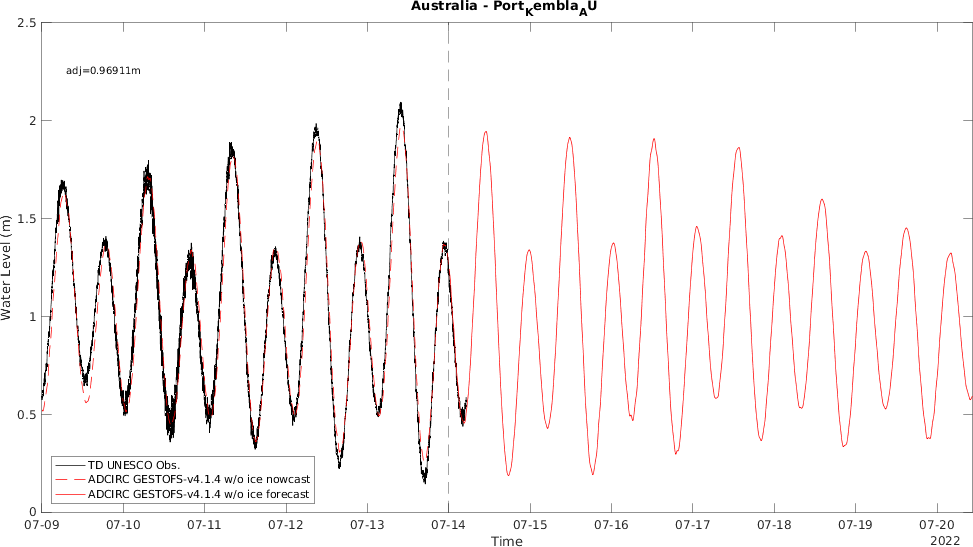 Australia - PortKemblaAU
2.5
adj=0.96911m
2
1.5
Water Level (m)
1
0.5
TD UNESCO Obs.
ADCIRC GESTOFS-v4.1.4 w/o ice nowcast
ADCIRC GESTOFS-v4.1.4 w/o ice forecast
0
07-09 07-10 07-11 07-12 07-13 07-14 07-15 07-16 07-17 07-18 07-19 07-20
Time 2022